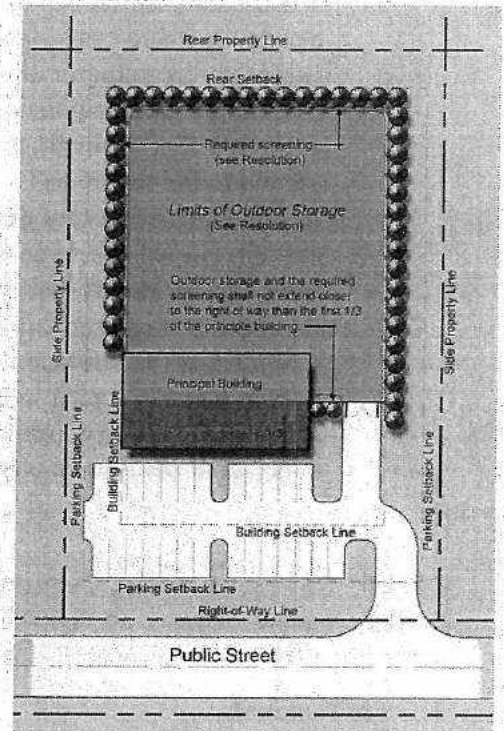 Rear Property Line
Rear Setback
Required screening
(see Resolution)
Limits of Outdoor Storage
(See Resolution)
Outdoor storage and the required
screening shall not extend closer
to the right of way than the first 1/3
of the principle building.
Side Property Line
Side Property Line
Principal Building
Parking Setback Line
Building Setback Line
Parking Setback Line
Building Setback Line
Parking Setback Line
Right-of-Way Line
Public Street